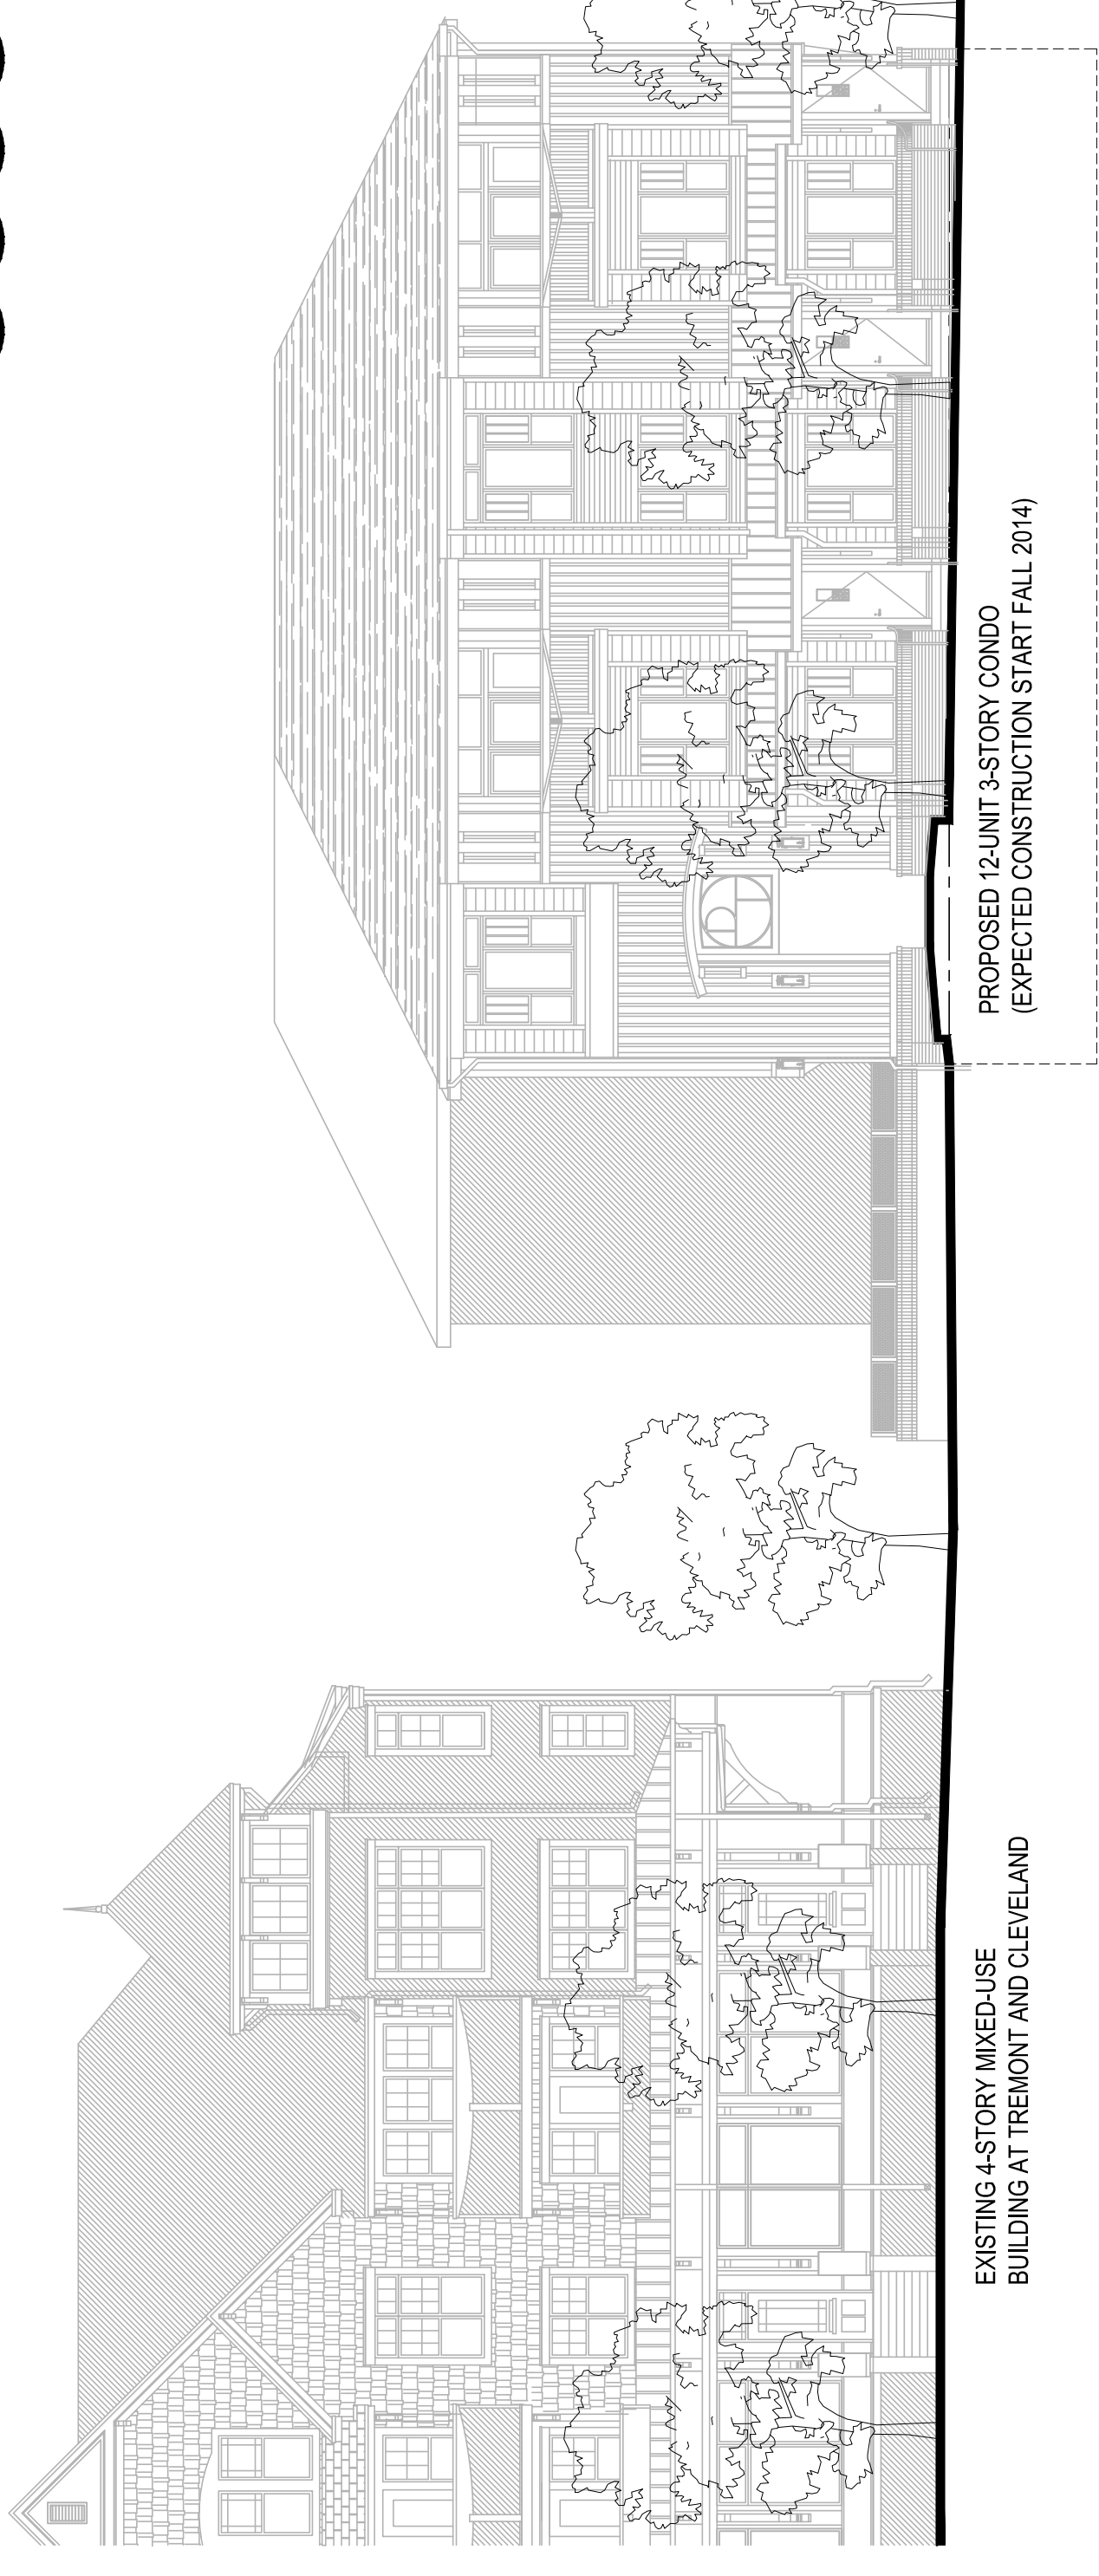 EXISTING 4-STORY MIXED-USE
BUILDING AT TREMONT AND CLEVELAND
PROPOSED 12-UNIT 3-STORY CONDO
(EXPECTED CONSTRUCTION START FALL 2014)